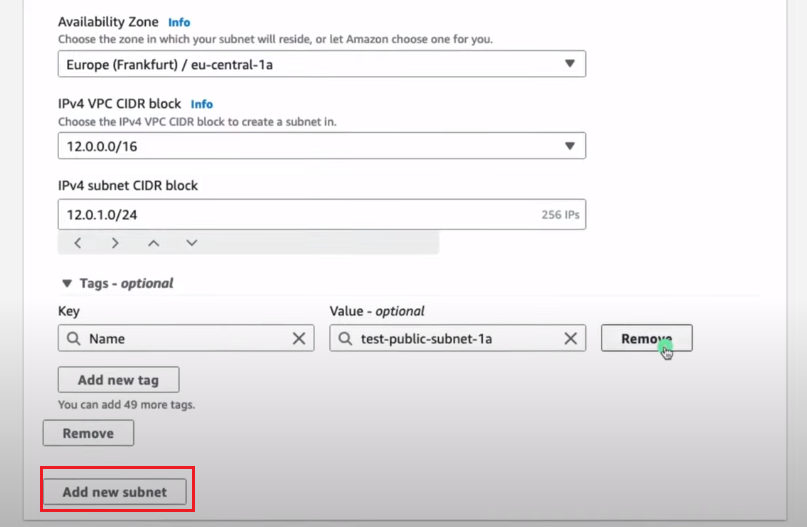 Availability Zone Info
Choose the zone in which your subnet will reside, or let Amazon choose one for you.
Europe (Frankfurt) / eu-central-1a
IPv4 VPC CIDR block Info
Choose the IPv4 VPC CIDR block to create a subnet in.
12.0.0.0/16
IPv4 subnet CIDR block
12.0.1.0/24 256 IPs
Tags - optional
Key Value - optional
Name test-public-subnet-1a Remove
Add new tag
You can add 49 more tags.
Remove
Add new subnet